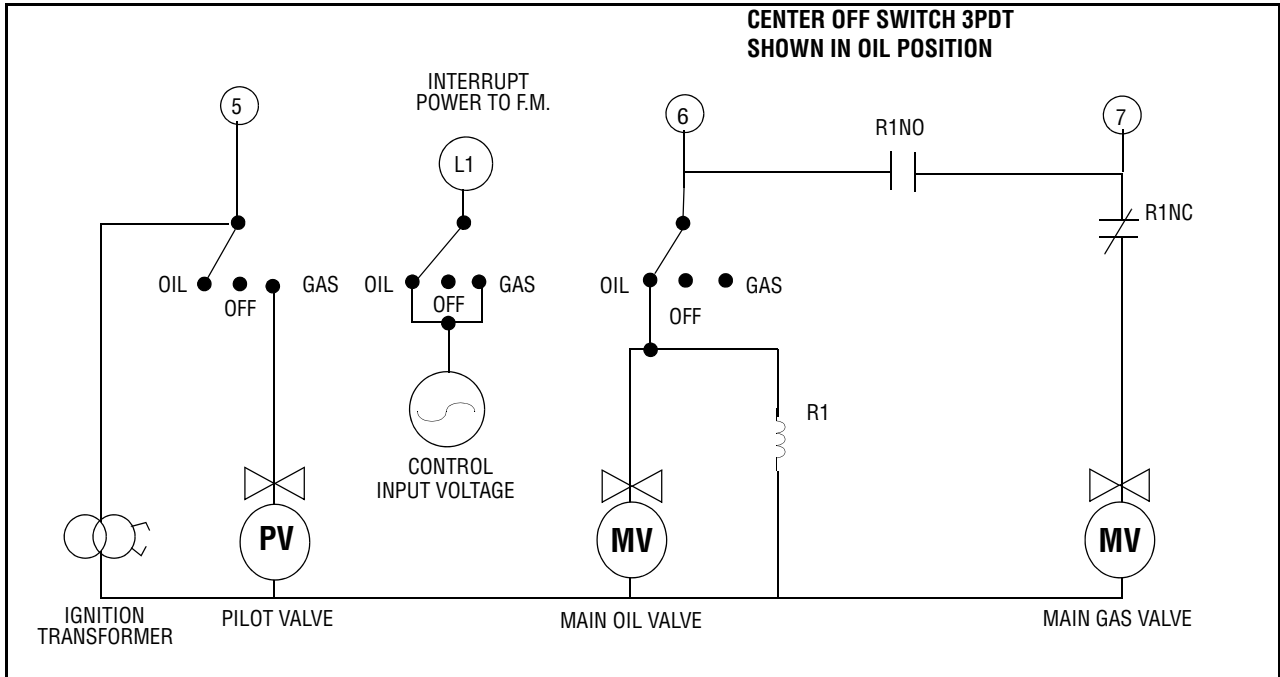 CENTER OFF SWITCH 3PDT
SHOWN IN OIL POSITION
INTERRUPT
POWER TO F.M.
5
L1
6
R1NO
7
R1NC
OIL
OFF
GAS
OIL
OFF
GAS
OIL
OFF
GAS
R1
CONTROL
INPUT VOLTAGE
PV
MV
MV
IGNITION
TRANSFORMER
PILOT VALVE
MAIN OIL VALVE
MAIN GAS VALVE